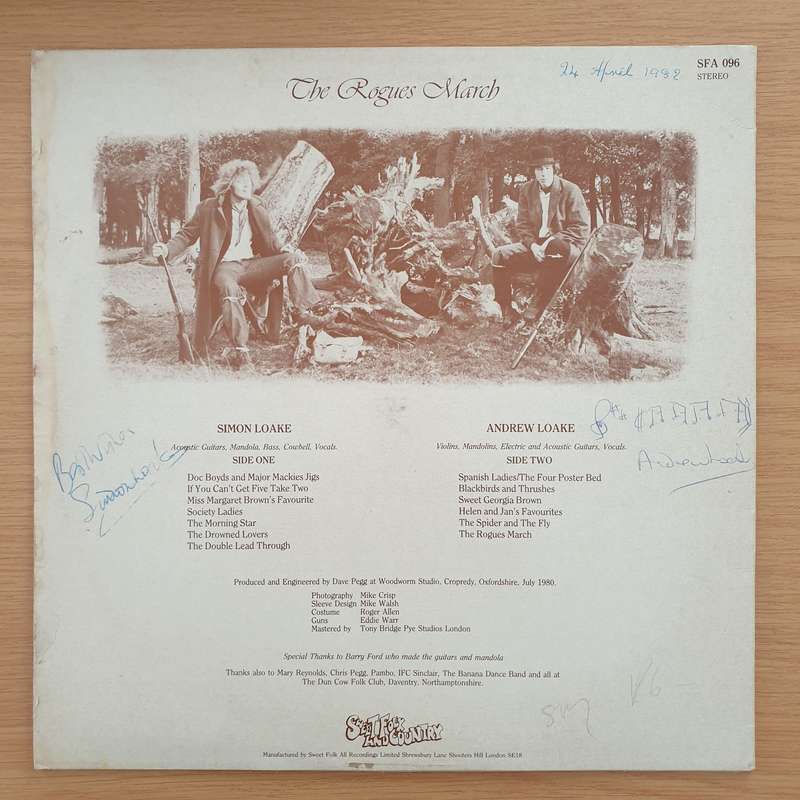 24 April 1982
SFA 096
STEREO
The Rogues March
SIMON LOAKE
Acoustic Guitars, Mandola, Bass, Cowbell, Vocals.
SIDE ONE
Doc Boyds and Major Mackies Jigs
If You Can't Get Five Take Two
Miss Margaret Brown's Favourite
Society Ladies
The Morning Star
The Drowned Lovers
The Double Lead Through
Best Wishes
Simon Loake
ANDREW LOAKE
Violins, Mandolins, Electric and Acoustic Guitars, Vocals.
SIDE TWO
Spanish Ladies/The Four Poster Bed
Blackbirds and Thrushes
Sweet Georgia Brown
Helen and Jan's Favourites
The Spider and The Fly
The Rogues March
Andrew Loake
Produced and Engineered by Dave Pegg at Woodworm Studio, Cropredy, Oxfordshire, July 1980.
Photography Mike Crisp
Sleeve Design Mike Walsh
Costume Roger Allen
Guns Eddie Warr
Mastered by Tony Bridge Pye Studios London
Special Thanks to Barry Ford who made the guitars and mandola
Thanks also to Mary Reynolds, Chris Pegg, Pambo, IFC Sinclair, The Banana Dance Band and all at
The Dun Cow Folk Club, Daventry, Northamptonshire.
SWEET FOLK
AND COUNTRY
Manufactured by Sweet Folk All Recordings Limited Shrewsbury Lane Shooters Hill London SE18